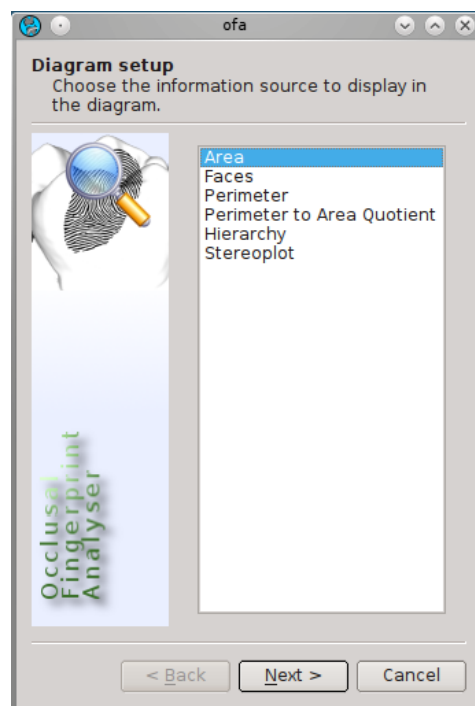 ofa
Diagram setup
Choose the information source to display in
the diagram.
Area
Faces
Perimeter
Perimeter to Area Quotient
Hierarchy
Stereoplot
Occlusal
Fingerprint
Analyser
< Back
Next >
Cancel